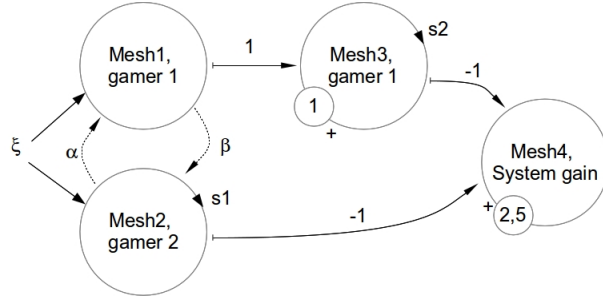 Mesh1,
gamer 1
1
Mesh3,
gamer 1
s2
1
+
-1
ξ
α
β
Mesh2,
gamer 2
s1
-1
Mesh4,
System gain
+
2,5